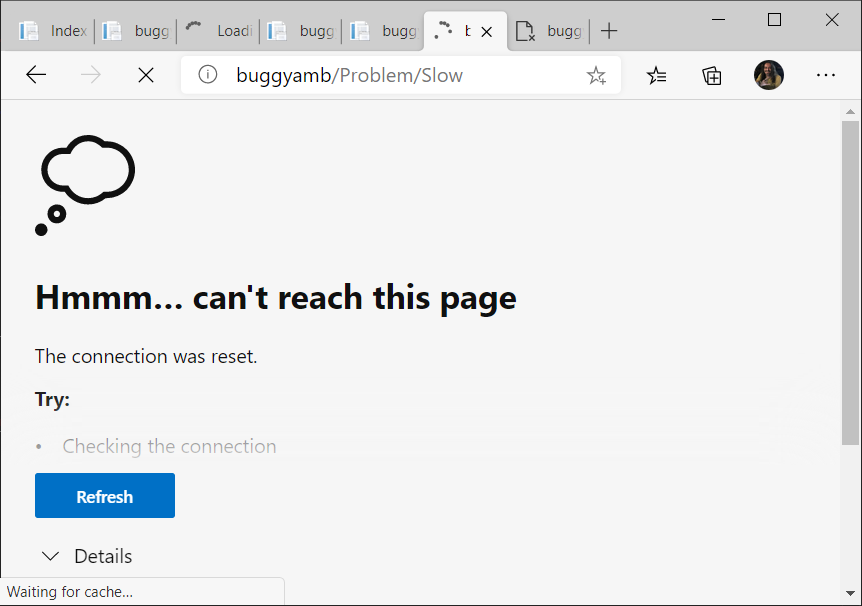 Index
bugg
Loadi
bugg
bugg
b
bugg
buggyamb/Problem/Slow
Hmmm... can't reach this page
The connection was reset.
Try:
• Checking the connection
Refresh
Details
Waiting for cache...